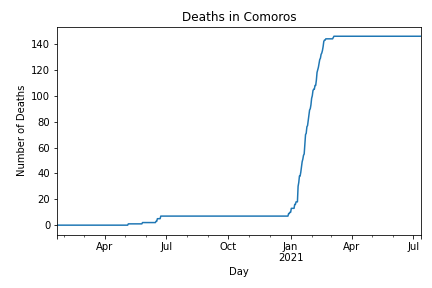 Deaths in Comoros
Number of Deaths
140
120
100
80
60
40
20
0
Apr
Jul
Oct
Jan
2021
Apr
Jul
Day